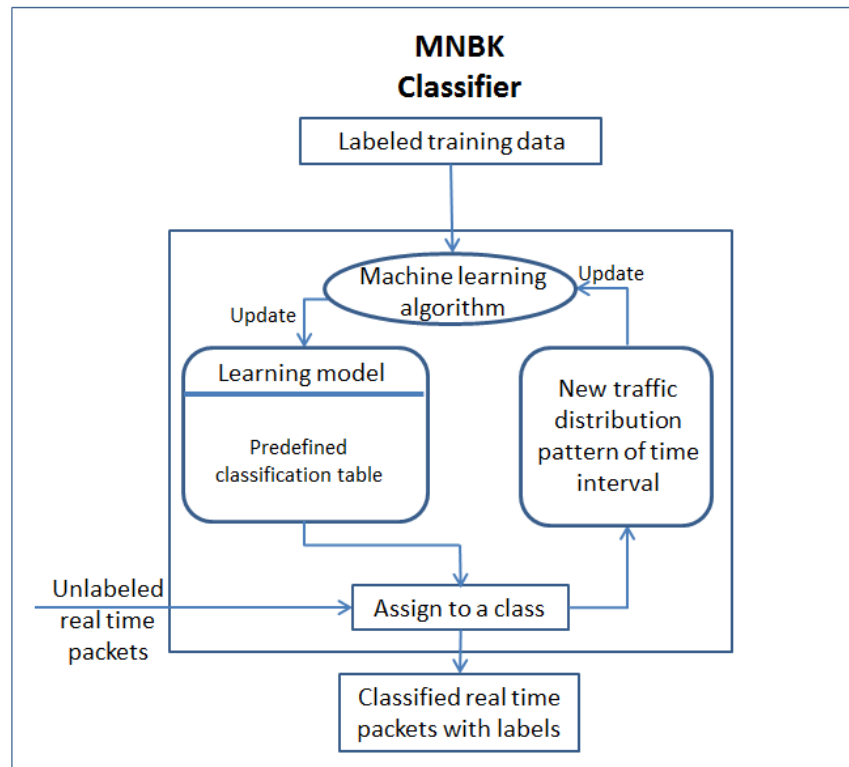 MNBK
Classifier
Labeled training data
Machine learning
algorithm
Update
Update
Learning model
Predefined
classification table
New traffic
distribution
pattern of time
interval
Unlabeled
real time
packets
Assign to a class
Classified real time
packets with labels